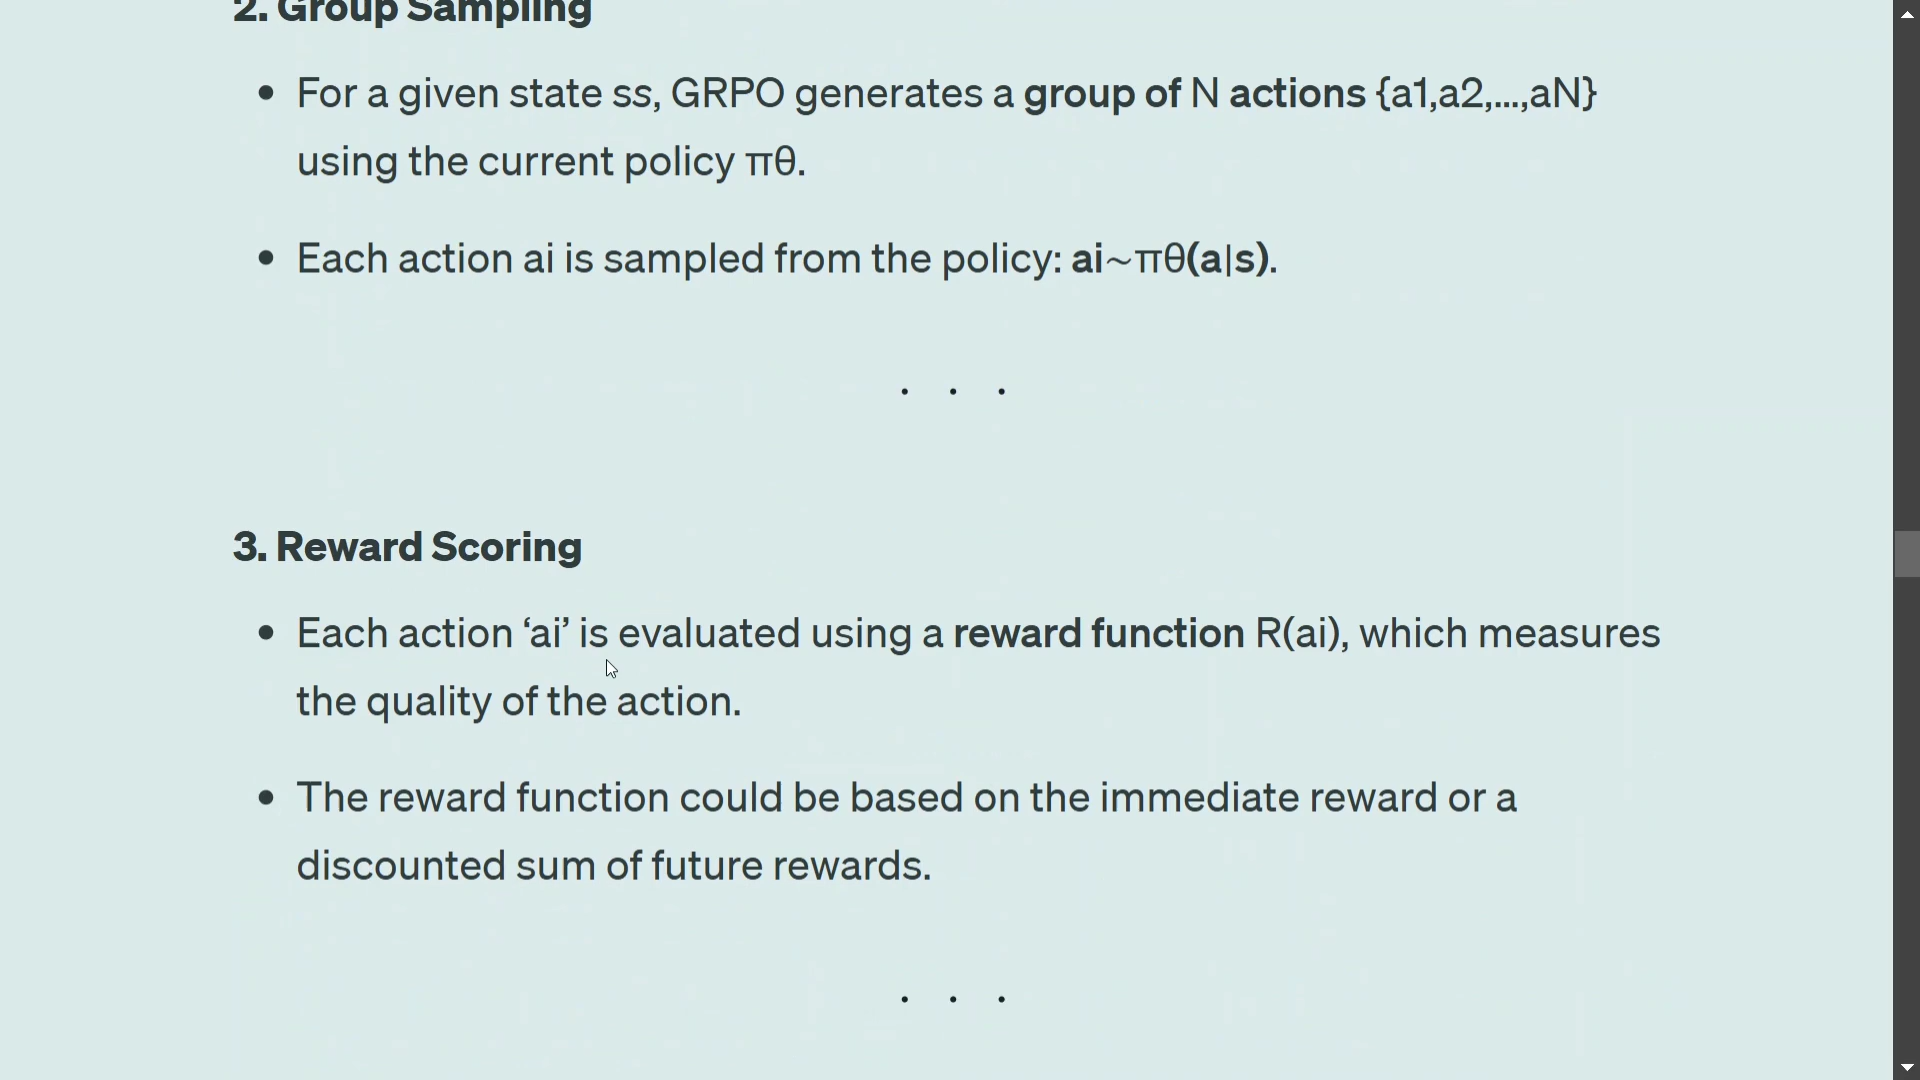 2. Group Sampling
• For a given state ss, GRPO generates a group of N actions {a1,a2,…,aN}
using the current policy πθ.
• Each action ai is sampled from the policy: ai∼πθ(a∣s).
. . .
3. Reward Scoring
• Each action ‘ai’ is evaluated using a reward function R(ai), which measures
the quality of the action.
• The reward function could be based on the immediate reward or a
discounted sum of future rewards.
. . .